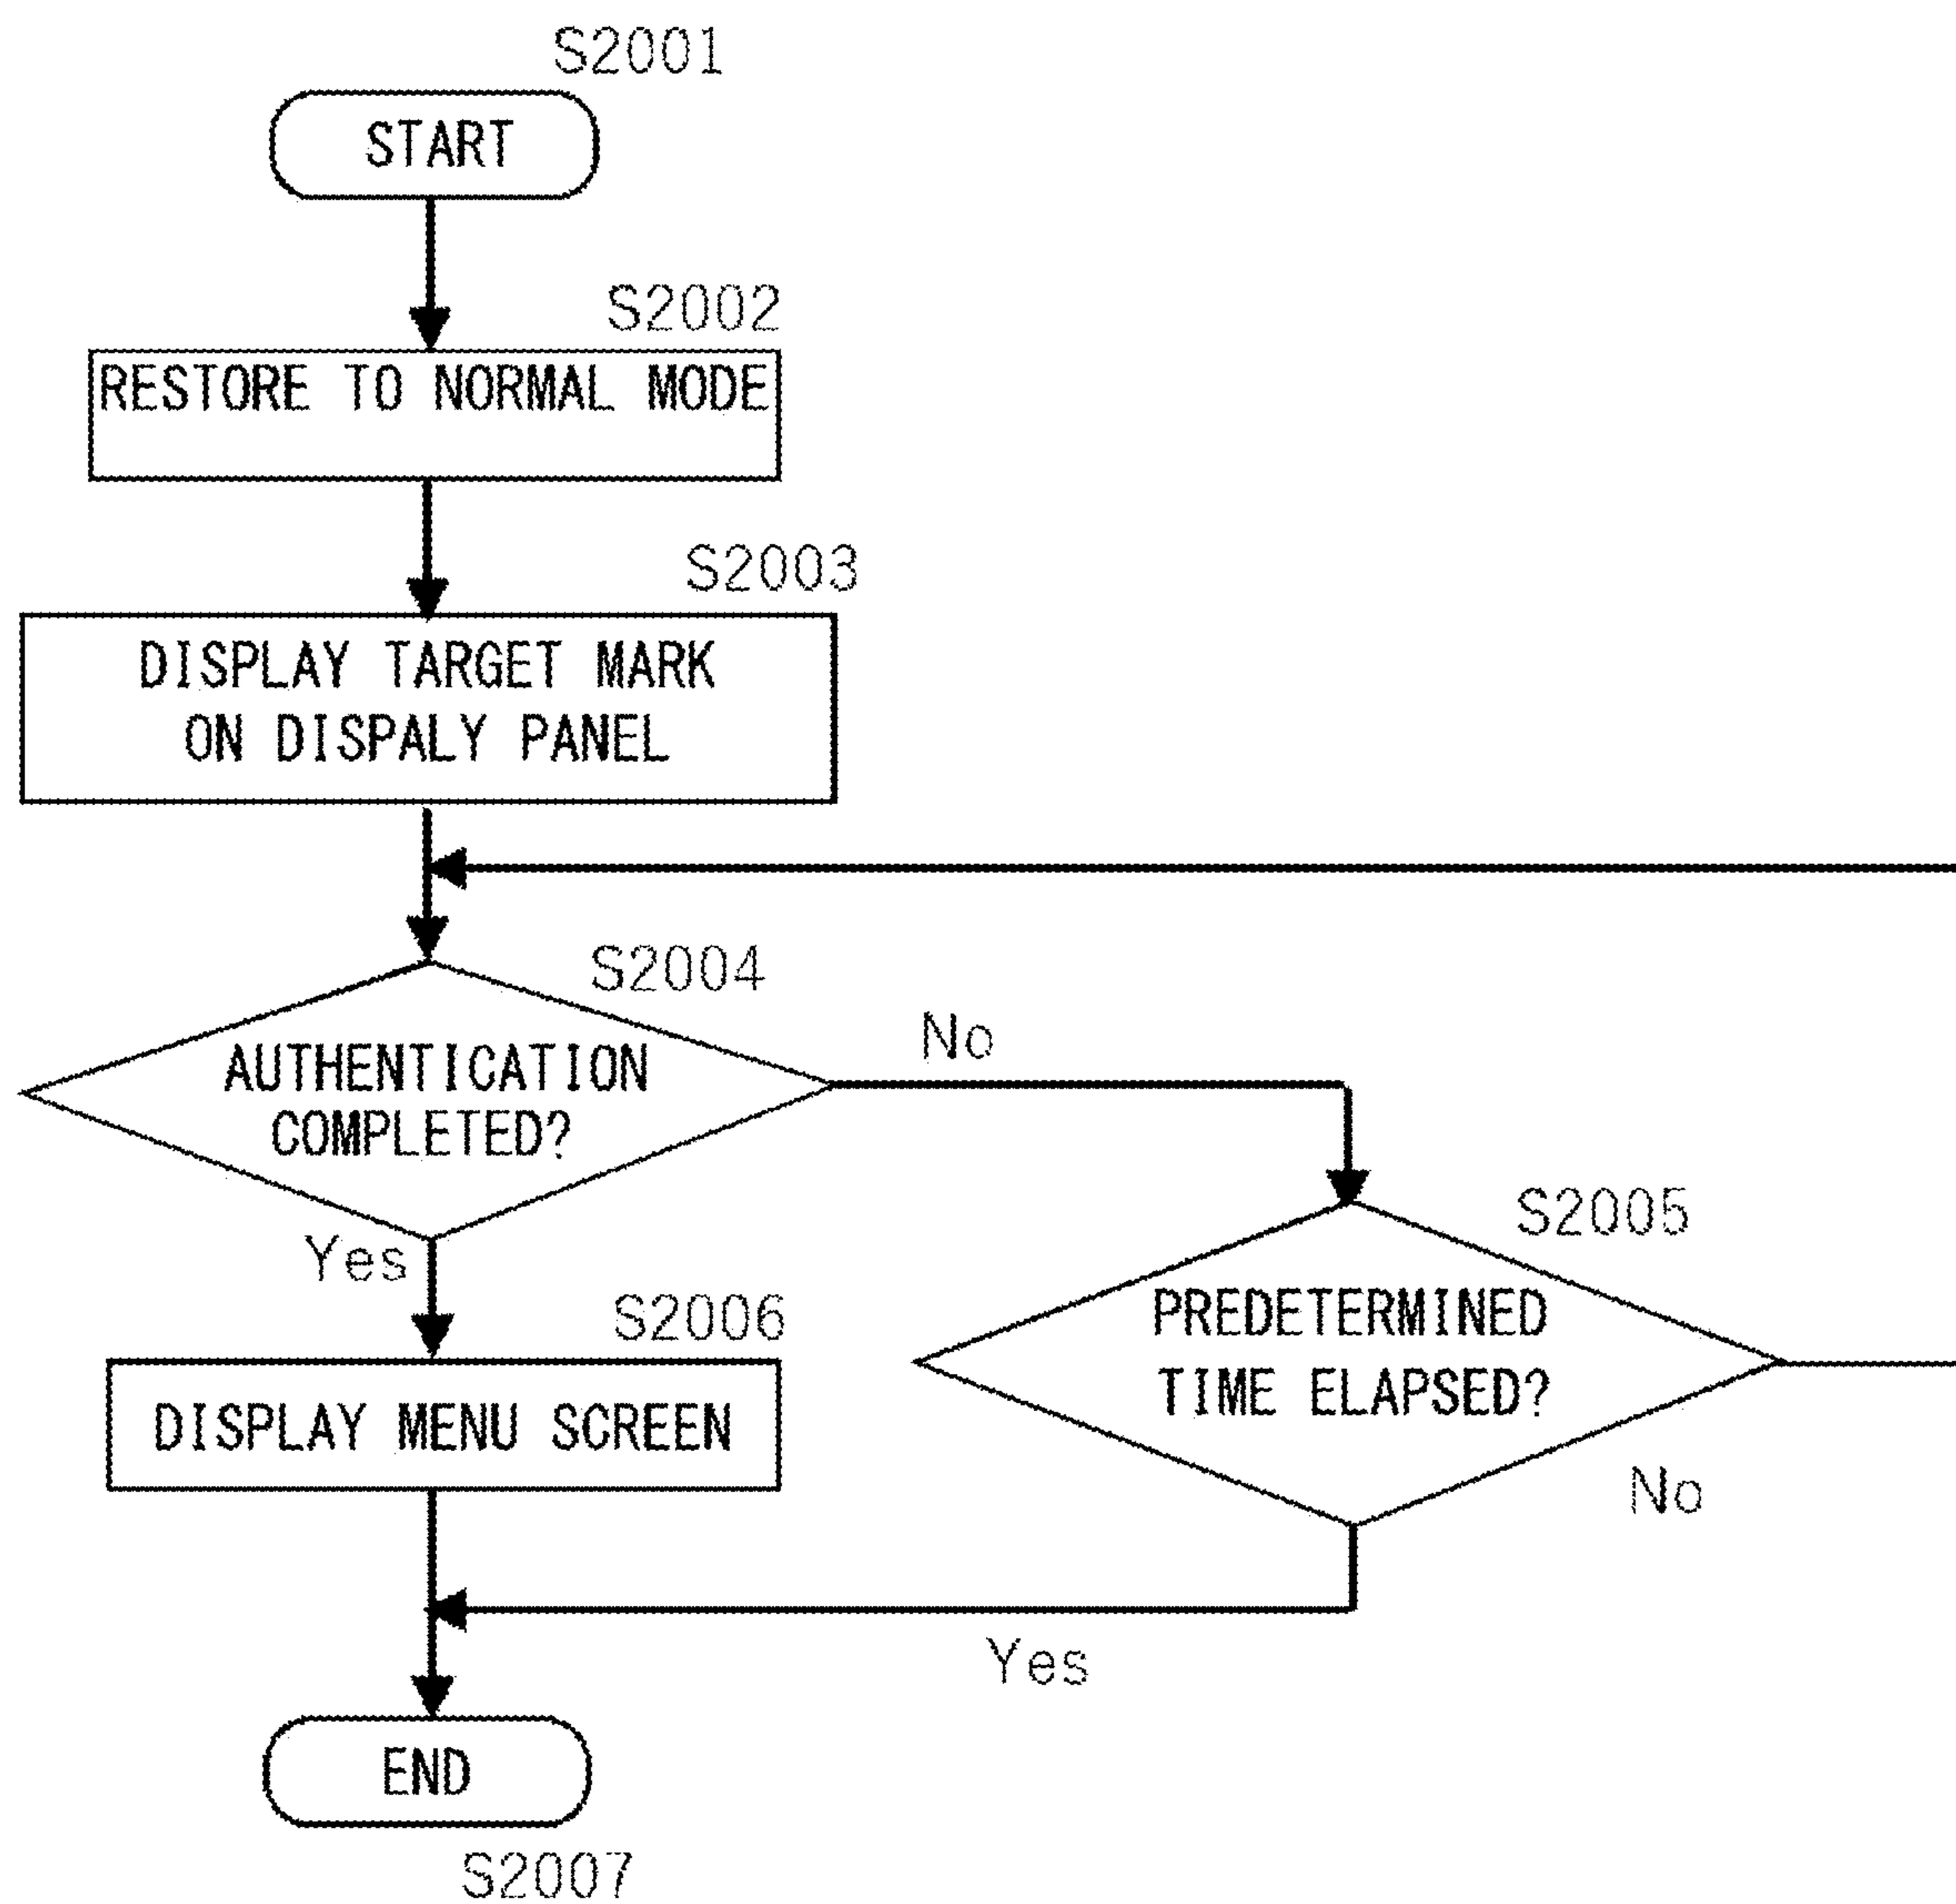 S2001
START
S2002
RESTORE TO NORMAL MODE
S2003
DISPLAY TARGET MARK
ON DISPALY PANEL
S2004
No
AUTHENTICATION
COMPLETED?
Yes
S2005
PREDETERMINED
TIME ELAPSED?
No
S2006
DISPLAY MENU SCREEN
Yes
END
S2007